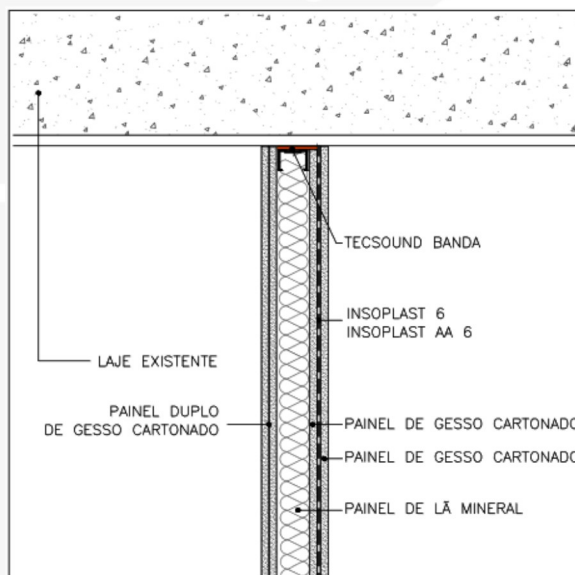 TECSOUND BANDA
INSOPLAST 6
INSOPLAST AA 6
LAJE EXISTENTE
PAINEL DUPLO
DE GESSO CARTONADO
PAINEL DE GESSO CARTONADO
PAINEL DE GESSO CARTONADO
PAINEL DE LÃ MINERAL